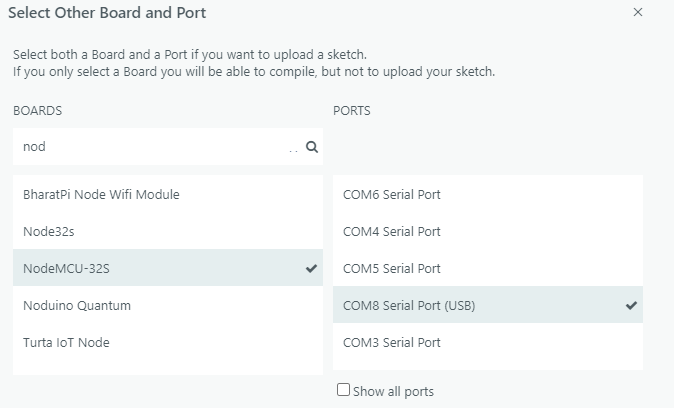 Select Other Board and Port
Select both a Board and a Port if you want to upload a sketch.
If you only select a Board you will be able to compile, but not to upload your sketch.
BOARDS
nod
BharatPi Node Wifi Module
Node32s
NodeMCU-32S
Noduino Quantum
Turta IoT Node
PORTS
COM6 Serial Port
COM4 Serial Port
COM5 Serial Port
COM8 Serial Port (USB)
COM3 Serial Port
Show all ports